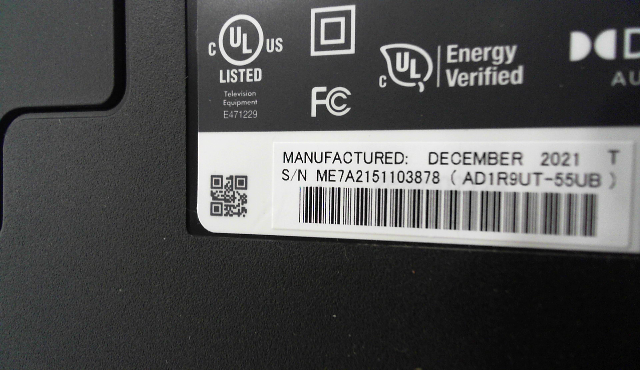 C UL US
LISTED
Television
Equipment
E471229
FC
C UL
Energy
Verified
MANUFACTURED: DECEMBER 2021 T
S/N ME7A2151103878 ( AD1R9UT-55UB )